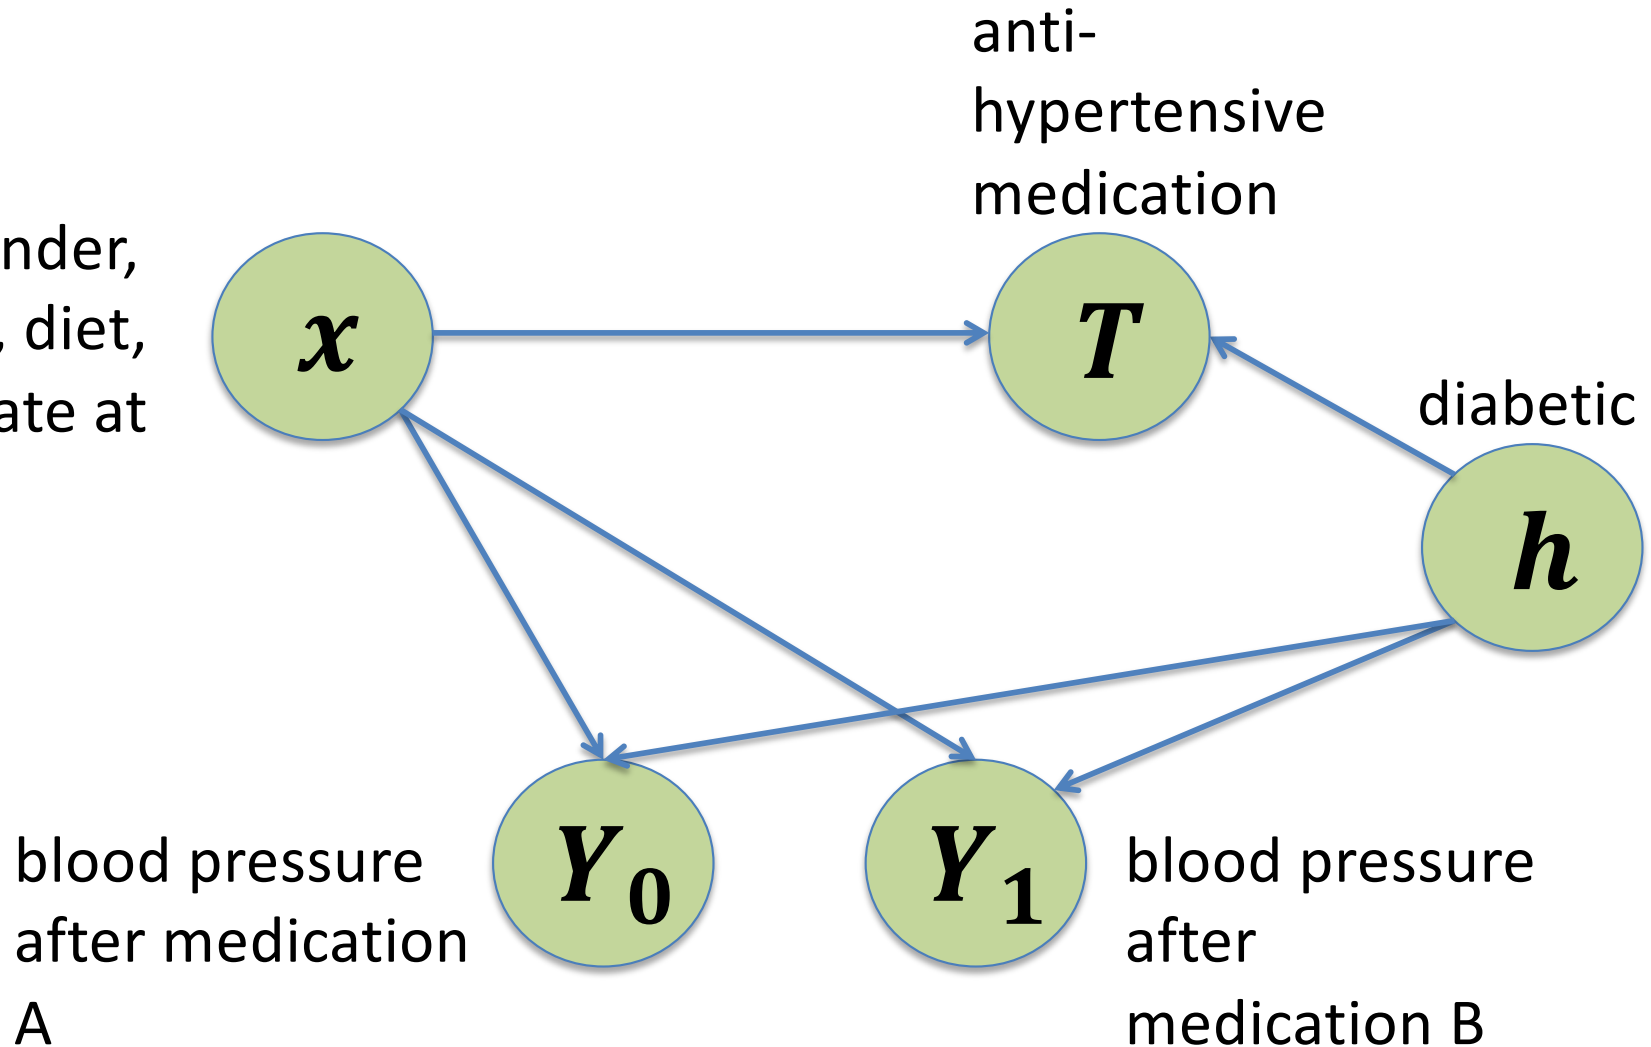 anti-
hypertensive
medication
nder,
, diet,
ate at
x
T
diabetic
h
Y0
Y1
blood pressure
after medication
A
blood pressure
after
medication B